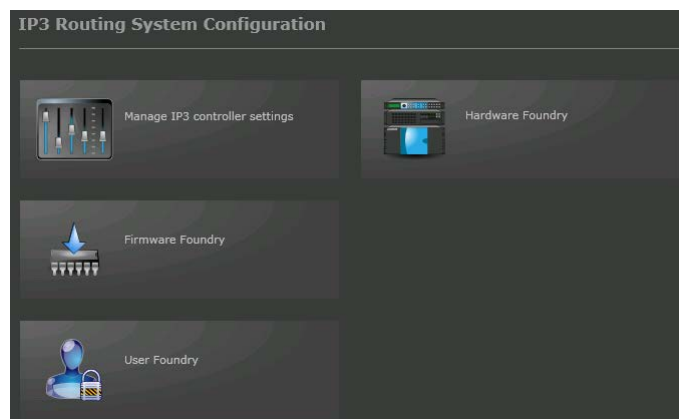 IP3 Routing System Configuration
Manage IP3 controller settings
Hardware Foundry
Firmware Foundry
User Foundry